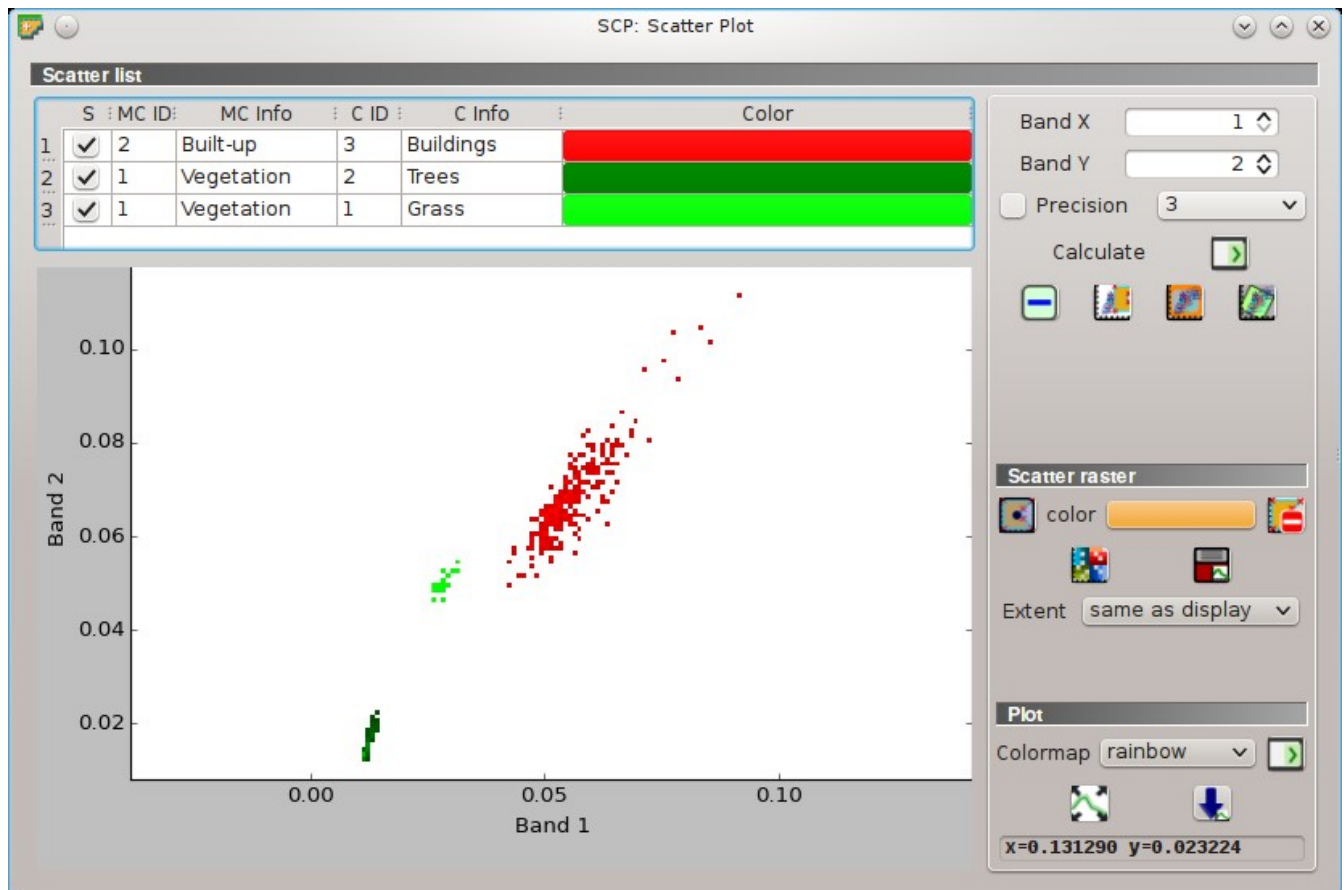 SCP: Scatter Plot
Scatter list
S MC ID MC Info C ID C Info Color
1 2 Built-up 3 Buildings
2 1 Vegetation 2 Trees
3 1 Vegetation 1 Grass
Band X 1
Band Y 2
Precision 3
Calculate
0.10
0.08
0.06
0.04
0.02
Band 2
0.00 0.05 0.10
Band 1
Scatter raster
color
Extent same as display
Plot
Colormap rainbow
x=0.131290 y=0.023224